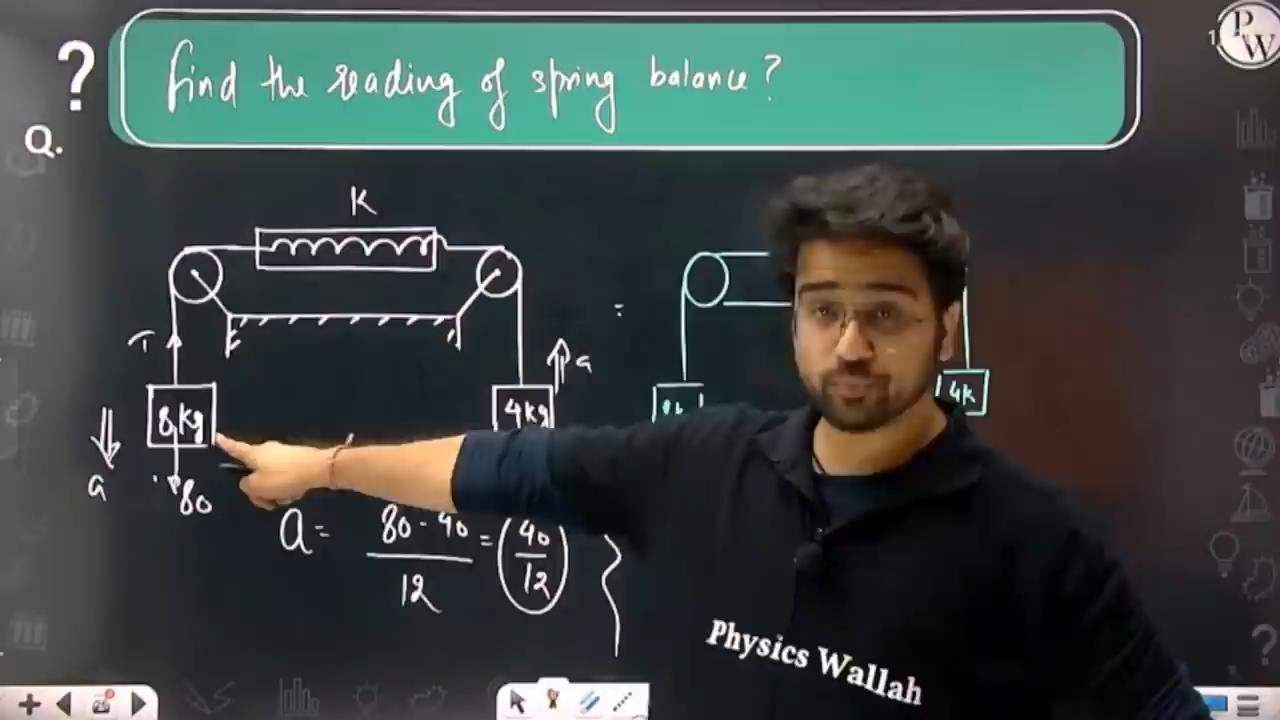 Find the reading of spring balance?
?
Q.
P
W
K
T
a
8kg
4kg
4k
a
80
=
a = 80-40 / 12 = (40/12)
Physics Wallah